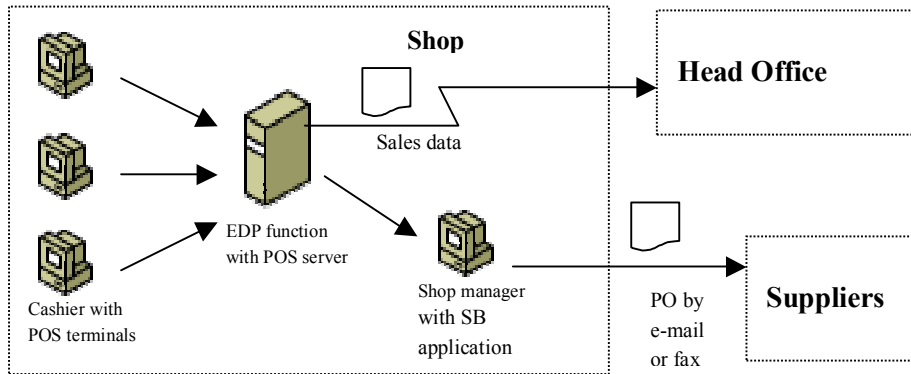 Shop
Head Office
Sales data
EDP function
with POS server
Cashier with
POS terminals
Shop manager
with SB
application
PO by
e-mail
or fax
Suppliers